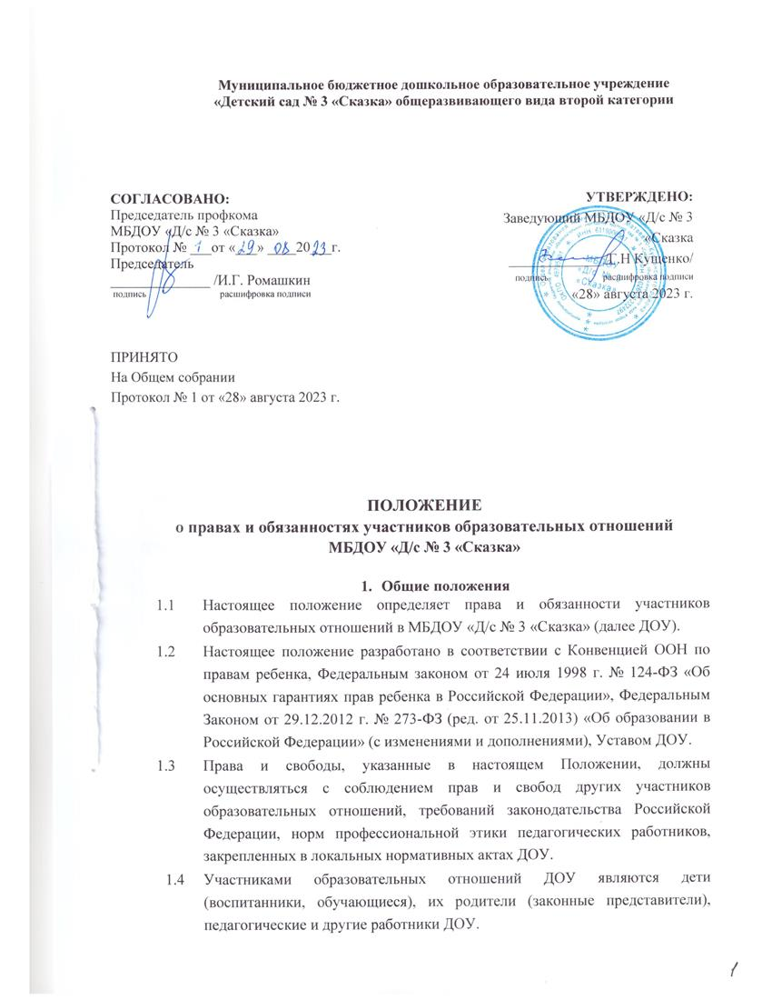 Муниципальное бюджетное дошкольное образовательное учреждение
«Детский сад № 3 «Сказка» общеразвивающего вида второй категории
СОГЛАСОВАНО:
Председатель профкома
МБДОУ «Д/с № 3 «Сказка»
Протокол № 1 от «29» 08 2023г.
Председатель
/И.Г. Ромашкин
подпись расшифровка подписи
УТВЕРЖДЕНО:
Заведующий МБДОУ «Д/с № 3
«Сказка
Д.Н Кущенко/
подпись расшифровка подписи
«28» августа 2023 г.
МБДОУ
«Д/с №
«Сказка»
ПРИНЯТО
На Общем собрании
Протокол № 1 от «28» августа 2023 г.
ПОЛОЖЕНИЕ
о правах и обязанностях участников образовательных отношений
МБДОУ «Д/с № 3 «Сказка»
1. Общие положения
1.1 Настоящее положение определяет права и обязанности участников
образовательных отношений в МБДОУ «Д/с № 3 «Сказка» (далее ДОУ).
1.2 Настоящее положение разработано в соответствии с Конвенцией ООН по
правам ребенка, Федеральным законом от 24 июля 1998 г. № 124-ФЗ «Об
основных гарантиях прав ребенка в Российской Федерации», Федеральным
Законом от 29.12.2012 г. № 273-ФЗ (ред. от 25.11.2013) «Об образовании в
Российской Федерации» (с изменениями и дополнениями), Уставом ДОУ.
1.3 Права и свободы, указанные в настоящем Положении, должны
осуществляться с соблюдением прав и свобод других участников
образовательных отношений, требований законодательства Российской
Федерации, норм профессиональной этики педагогических работников,
закрепленных в локальных нормативных актах ДОУ.
1.4 Участниками образовательных отношений ДОУ являются дети
(воспитанники, обучающиеся), их родители (законные представители),
педагогические и другие работники ДОУ.
1